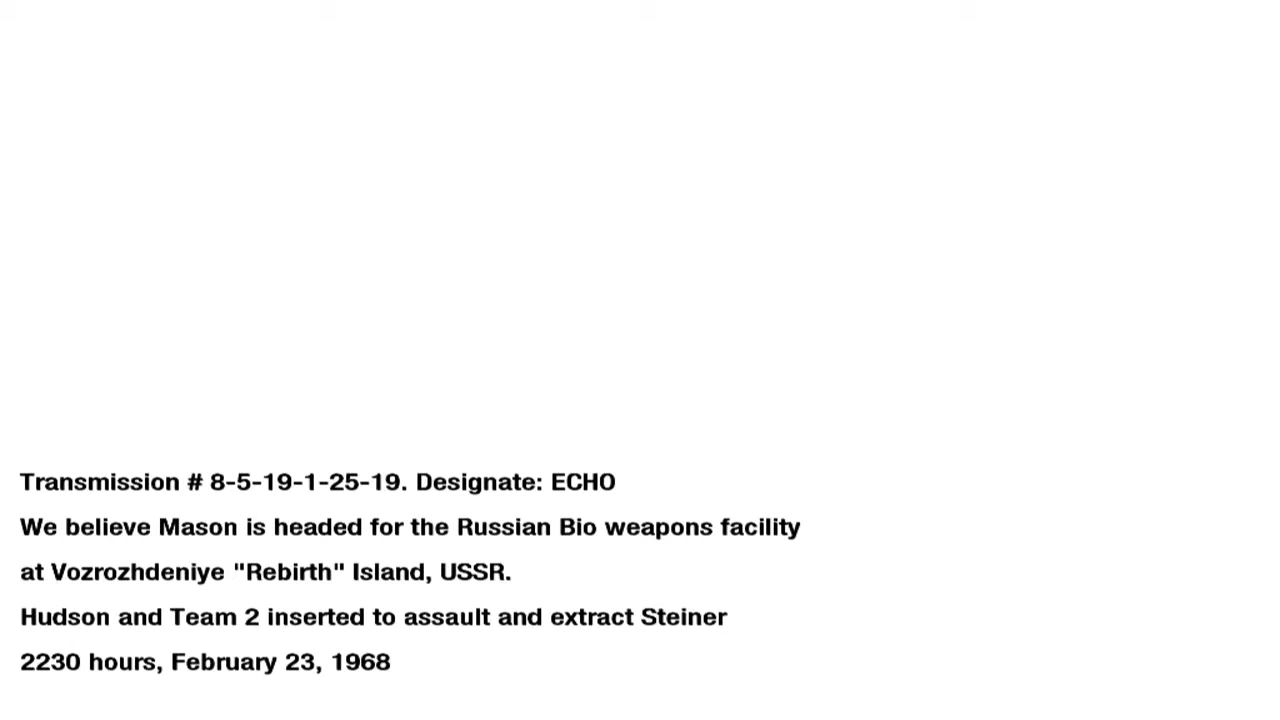 Transmission # 8-5-19-1-25-19. Designate: ECHO
We believe Mason is headed for the Russian Bio weapons facility
at Vozrozhdeniye "Rebirth" Island, USSR.
Hudson and Team 2 inserted to assault and extract Steiner
2230 hours, February 23, 1968